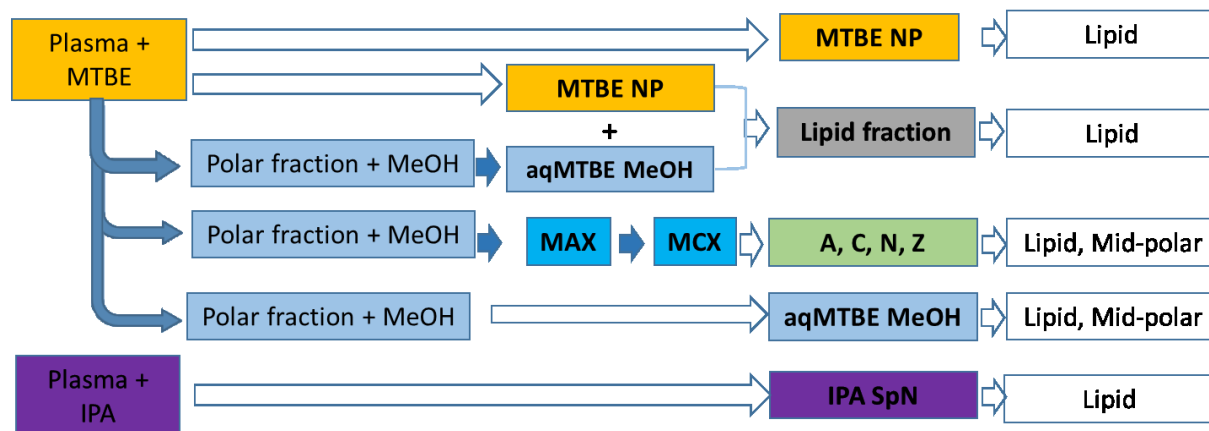 Plasma +
MTBE
MTBE NP
Lipid
MTBE NP
+
Lipid fraction
Lipid
Polar fraction + MeOH
aqMTBE MeOH
Polar fraction + MeOH
MAX
MCX
A, C, N, Z
Lipid, Mid-polar
Polar fraction + MeOH
aqMTBE MeOH
Lipid, Mid-polar
Plasma +
IPA
IPA SpN
Lipid